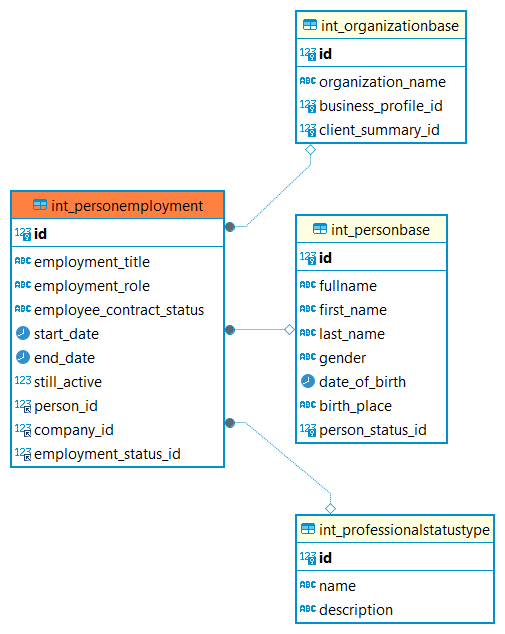 int_organizationbase
123 id
ABC organization_name
123 business_profile_id
123 client_summary_id
int_personemployment
123 id
ABC employment_title
ABC employment_role
ABC employee_contract_status
start_date
end_date
123 still_active
123 person_id
123 company_id
123 employment_status_id
int_personbase
123 id
ABC fullname
ABC first_name
ABC last_name
ABC gender
date_of_birth
ABC birth_place
123 person_status_id
int_professionalstatustype
123 id
ABC name
ABC description